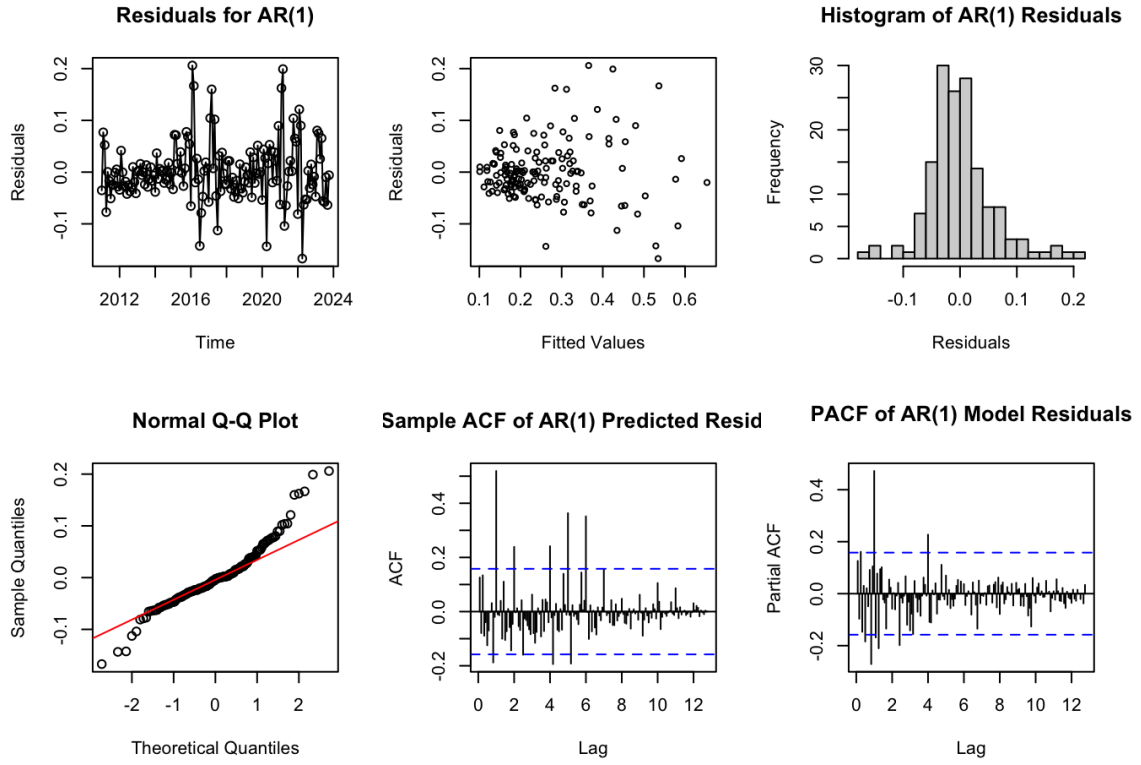 Residuals for AR(1)
Residuals
0.2
0.1
0.0
-0.1
2012 2016 2020 2024
Time
Residuals
0.2
0.1
0.0
-0.1
0.1 0.2 0.3 0.4 0.5 0.6
Fitted Values
Histogram of AR(1) Residuals
Frequency
30
20
10
5
0
-0.1 0.0 0.1 0.2
Residuals
Normal Q-Q Plot
Sample Quantiles
0.2
0.1
0.0
-0.1
-2 -1 0 1 2
Theoretical Quantiles
Sample ACF of AR(1) Predicted Resid
ACF
0.4
0.2
0.0
-0.2
0 2 4 6 8 10 12
Lag
PACF of AR(1) Model Residuals
Partial ACF
0.4
0.2
0.0
-0.2
0 2 4 6 8 10 12
Lag